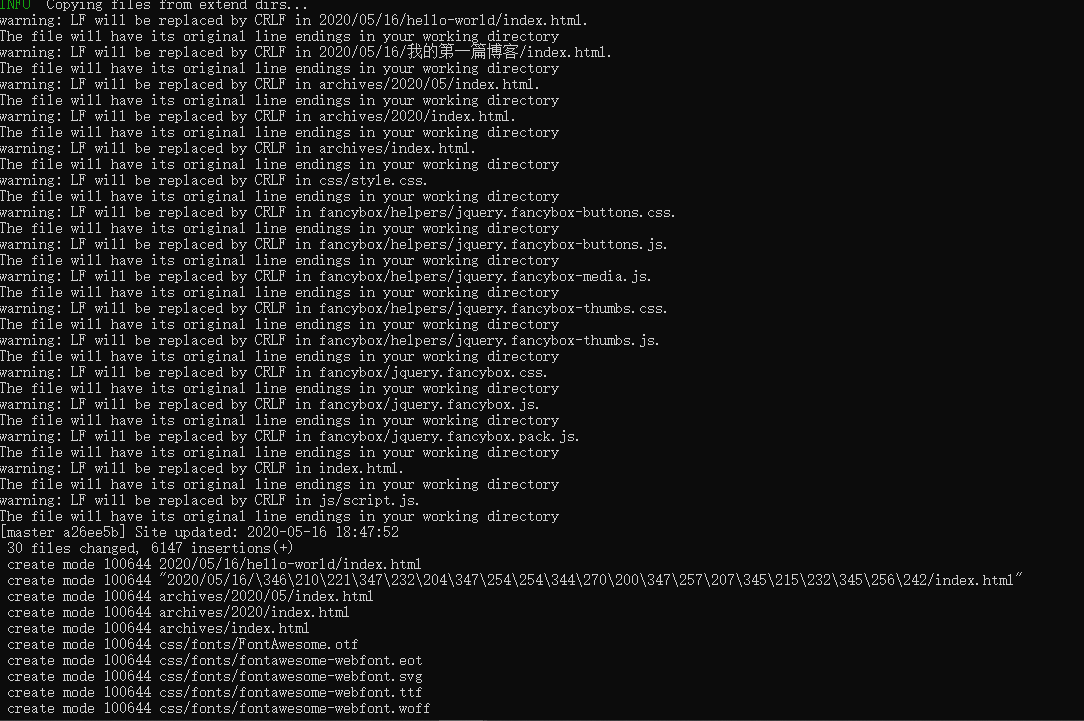 INFO  Copying files from extend dirs...
warning: LF will be replaced by CRLF in 2020/05/16/hello-world/index.html.
The file will have its original line endings in your working directory
warning: LF will be replaced by CRLF in 2020/05/16/我的第一篇博客/index.html.
The file will have its original line endings in your working directory
warning: LF will be replaced by CRLF in archives/2020/05/index.html.
The file will have its original line endings in your working directory
warning: LF will be replaced by CRLF in archives/2020/index.html.
The file will have its original line endings in your working directory
warning: LF will be replaced by CRLF in archives/index.html.
The file will have its original line endings in your working directory
warning: LF will be replaced by CRLF in css/style.css.
The file will have its original line endings in your working directory
warning: LF will be replaced by CRLF in fancybox/helpers/jquery.fancybox-buttons.css.
The file will have its original line endings in your working directory
warning: LF will be replaced by CRLF in fancybox/helpers/jquery.fancybox-buttons.js.
The file will have its original line endings in your working directory
warning: LF will be replaced by CRLF in fancybox/helpers/jquery.fancybox-media.js.
The file will have its original line endings in your working directory
warning: LF will be replaced by CRLF in fancybox/helpers/jquery.fancybox-thumbs.css.
The file will have its original line endings in your working directory
warning: LF will be replaced by CRLF in fancybox/helpers/jquery.fancybox-thumbs.js.
The file will have its original line endings in your working directory
warning: LF will be replaced by CRLF in fancybox/jquery.fancybox.css.
The file will have its original line endings in your working directory
warning: LF will be replaced by CRLF in fancybox/jquery.fancybox.js.
The file will have its original line endings in your working directory
warning: LF will be replaced by CRLF in fancybox/jquery.fancybox.pack.js.
The file will have its original line endings in your working directory
warning: LF will be replaced by CRLF in index.html.
The file will have its original line endings in your working directory
warning: LF will be replaced by CRLF in js/script.js.
The file will have its original line endings in your working directory
[master a26ee5b] Site updated: 2020-05-16 18:47:52
 30 files changed, 6147 insertions(+)
 create mode 100644 2020/05/16/hello-world/index.html
 create mode 100644 "2020/05/16/\346\210\221\347\232\204\347\254\254\344\270\200\347\257\207\345\215\232\345\256\242/index.html"
 create mode 100644 archives/2020/05/index.html
 create mode 100644 archives/2020/index.html
 create mode 100644 archives/index.html
 create mode 100644 css/fonts/FontAwesome.otf
 create mode 100644 css/fonts/fontawesome-webfont.eot
 create mode 100644 css/fonts/fontawesome-webfont.svg
 create mode 100644 css/fonts/fontawesome-webfont.ttf
 create mode 100644 css/fonts/fontawesome-webfont.woff